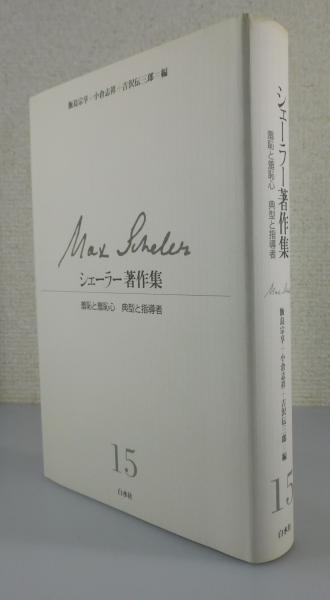 飯島宗享＝小倉志祥＝吉沢伝三郎＝編
Max Scheler
シェーラー著作集
羞恥と羞恥心 典型と指導者
15
白水社
シェーラー著作集
羞恥と羞恥心 典型と指導者
Max Scheler
飯島宗享＝小倉志祥＝吉沢伝三郎 編
15